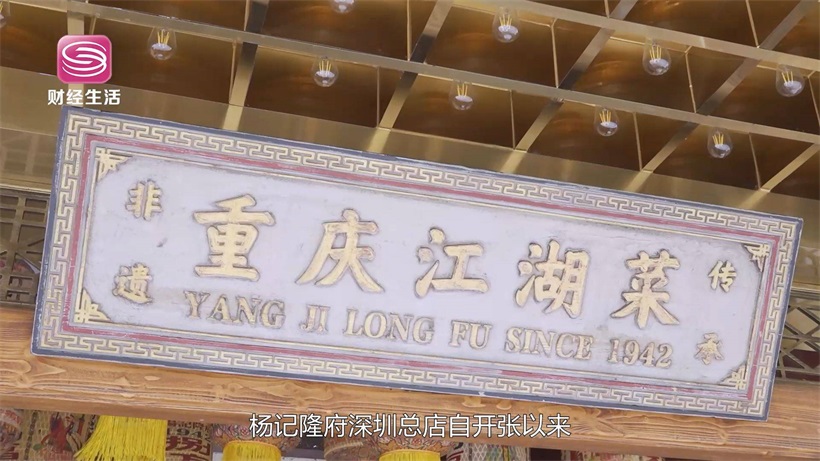 财经生活
非遗
重庆江湖菜
传承
YANG JI LONG FU SINCE 1942
杨记隆府深圳总店自开张以来